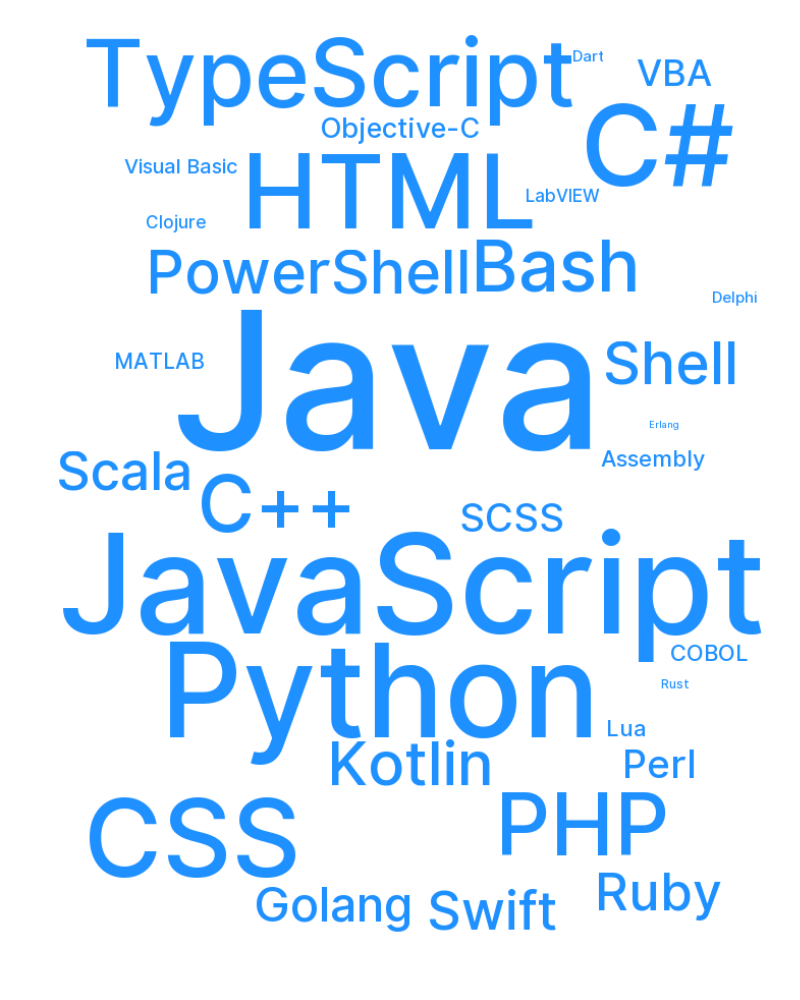 TypeScript
Dart
VBA
C#
Objective-C
Visual Basic
HTML
LabVIEW
Clojure
PowerShell
Bash
Delphi
Java
MATLAB
Shell
Erlang
Assembly
Scala
C++
SCSS
JavaScript
Python
COBOL
Rust
Lua
Kotlin
Perl
CSS
PHP
Golang
Swift
Ruby